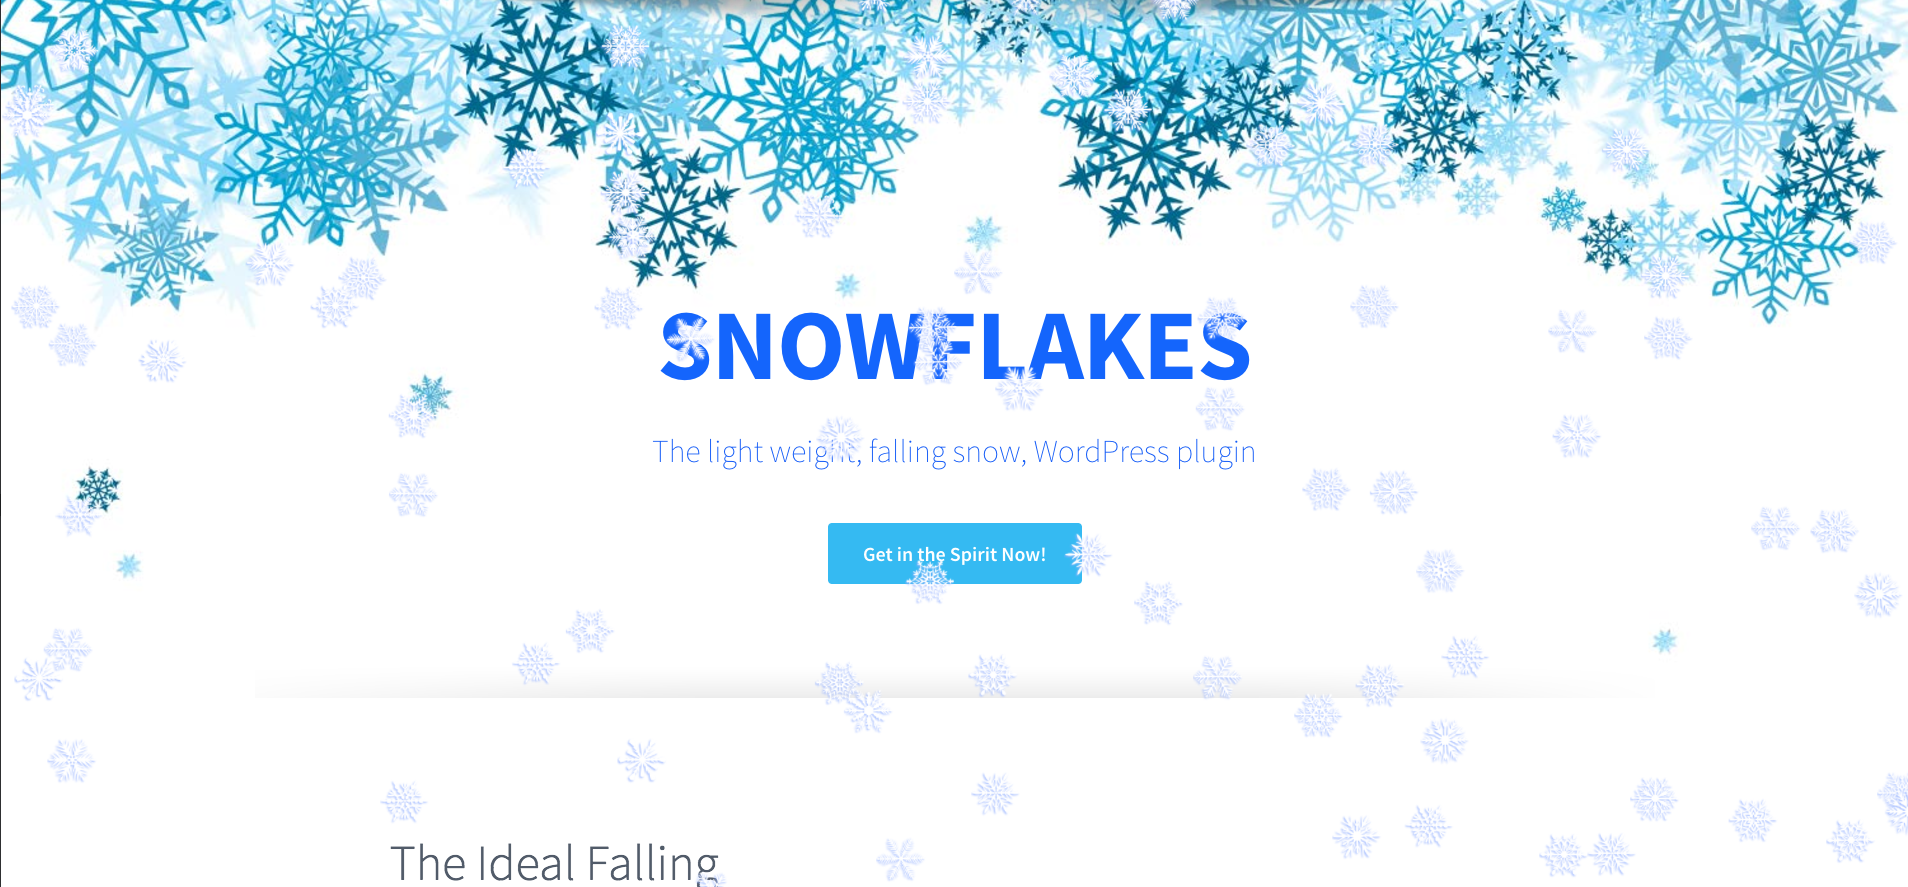 SNOWFLAKES
The light weight, falling snow, WordPress plugin
Get in the Spirit Now!
The Ideal Falling